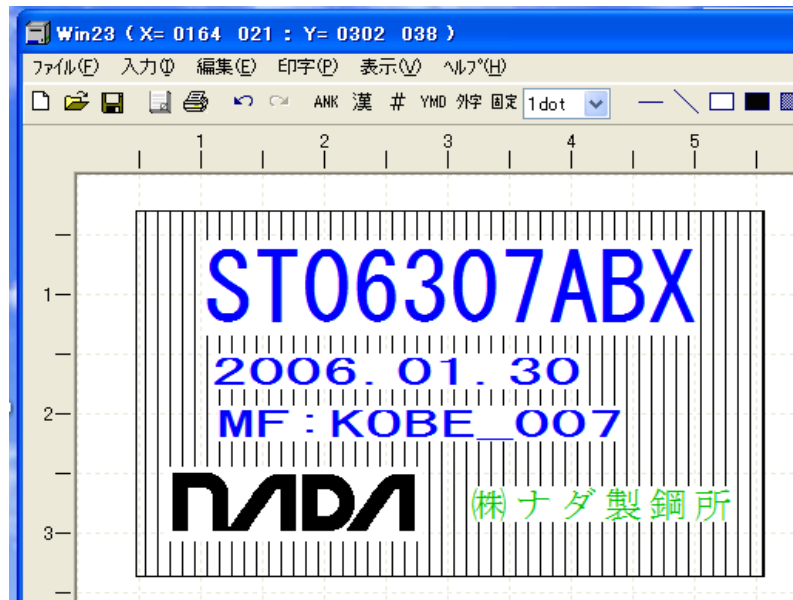 Win23 ( X= 0164 021 : Y= 0302 038 )
ファイル(F) 入力(I) 編集(E) 印字(P) 表示(V) ヘルプ(H)
ANK 漢 # YMD 外字 固定 1dot
1 2 3 4 5
1
ST06307ABX
2006.01.30
2
MF:KOBE_007
NADA ㈱ナダ製鋼所
3